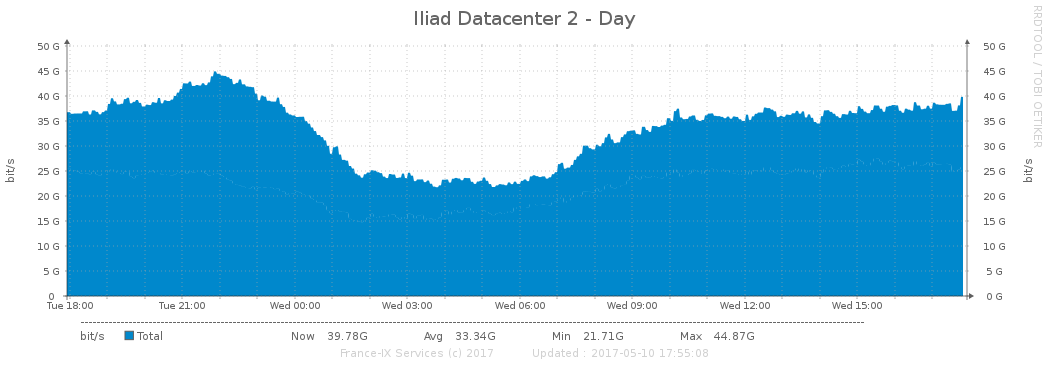 Iliad Datacenter 2 - Day
RRDTOOL / TOBI OETIKER
50 G 50 G
45 G 45 G
40 G 40 G
35 G 35 G
30 G 30 G
25 G 25 G
20 G 20 G
15 G 15 G
10 G 10 G
5 G 5 G
0 0 G
bit/s bit/s
Tue 18:00 Tue 21:00 Wed 00:00 Wed 03:00 Wed 06:00 Wed 09:00 Wed 12:00 Wed 15:00
bit/s Total Now 39.78G Avg 33.34G Min 21.71G Max 44.87G
France-IX Services (c) 2017 Updated : 2017-05-10 17:55:08